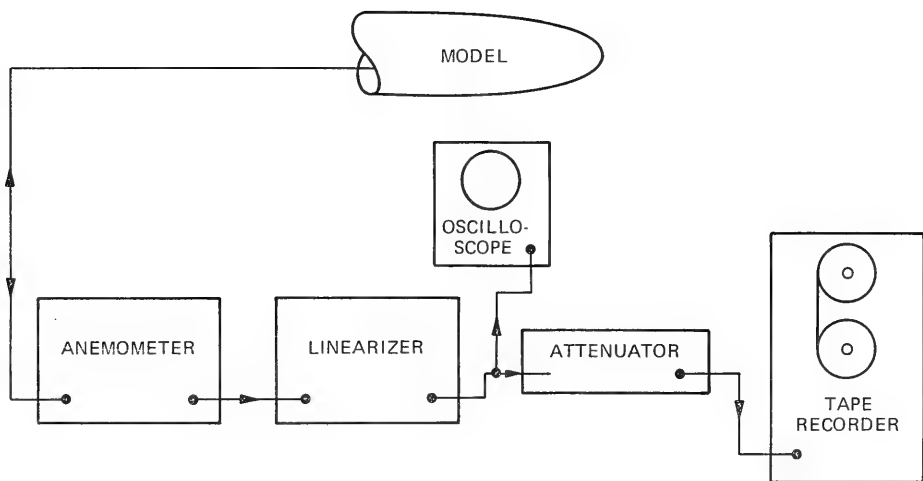 MODEL
OSCILLO-
SCOPE
ANEMOMETER
LINEARIZER
ATTENUATOR
TAPE
RECORDER